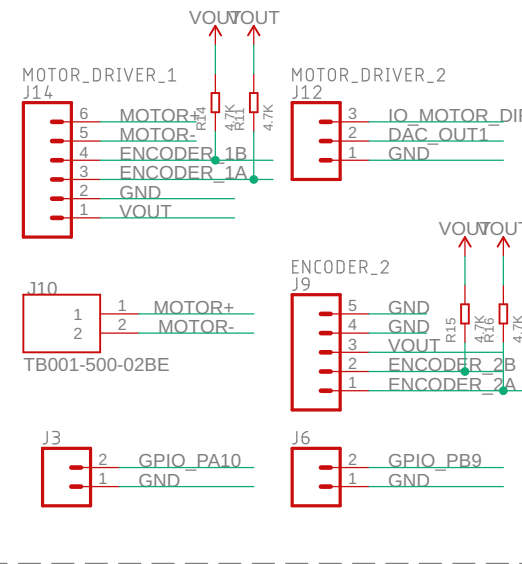 VOUT VOUT
MOTOR_DRIVER_1
J14
6 MOTOR+
5 MOTOR-
4 ENCODER_1B
3 ENCODER_1A
2 GND
1 VOUT
R14 4.7K
R11 4.7K
MOTOR_DRIVER_2
J12
3 IO_MOTOR_DI
2 DAC_OUT1
1 GND
VOUT VOUT
J10
1 1 MOTOR+
2 2 MOTOR-
TB001-500-02BE
ENCODER_2
J9
5 GND
4 GND
3 VOUT
2 ENCODER_2B
1 ENCODER_2A
R15 4.7K
R16 4.7K
J3
2 GPIO_PA10
1 GND
J6
2 GPIO_PB9
1 GND